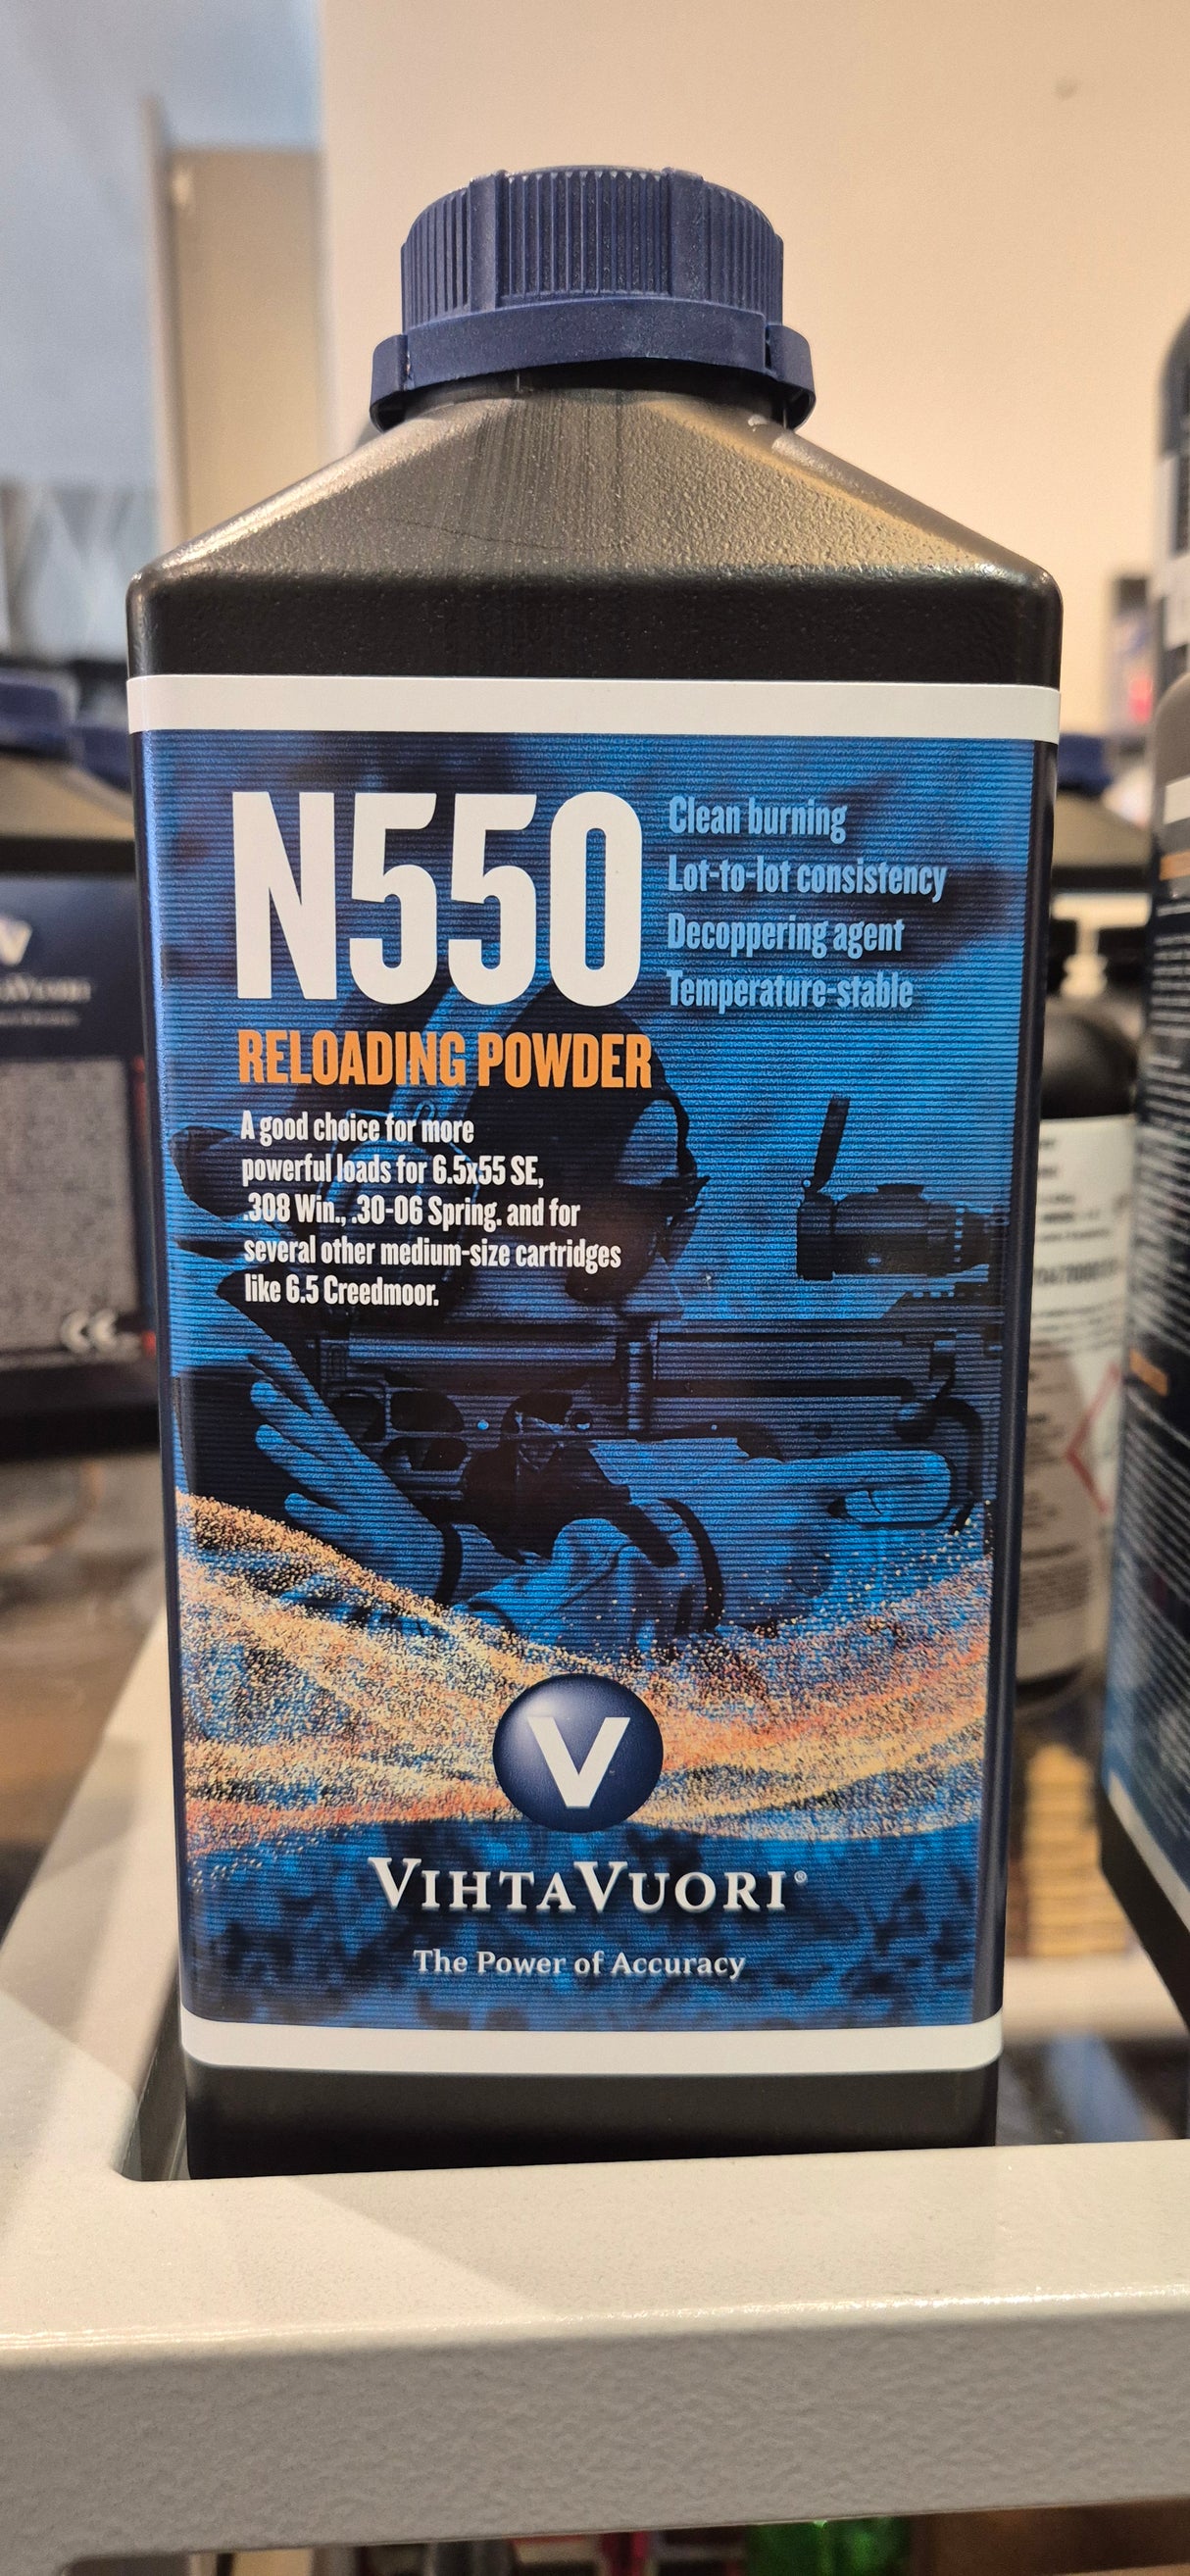 N550
Clean burning
Lot-to-lot consistency
Decoppering agent
Temperature-stable
RELOADING POWDER
A good choice for more
powerful loads for 6.5x55 SE,
.308 Win., .30-06 Spring. and for
several other medium-size cartridges
like 6.5 Creedmoor.
V
VIHTAVUORI®
The Power of Accuracy